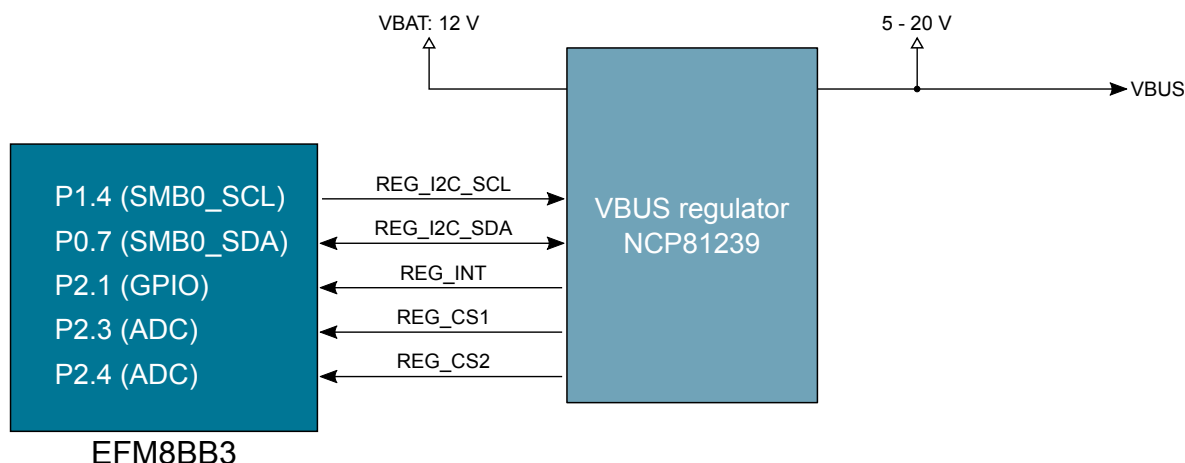 VBAT: 12 V
5 - 20 V
VBUS
P1.4 (SMB0_SCL)
P0.7 (SMB0_SDA)
P2.1 (GPIO)
P2.3 (ADC)
P2.4 (ADC)
REG_I2C_SCL
REG_I2C_SDA
REG_INT
REG_CS1
REG_CS2
VBUS regulator
NCP81239
EFM8BB3